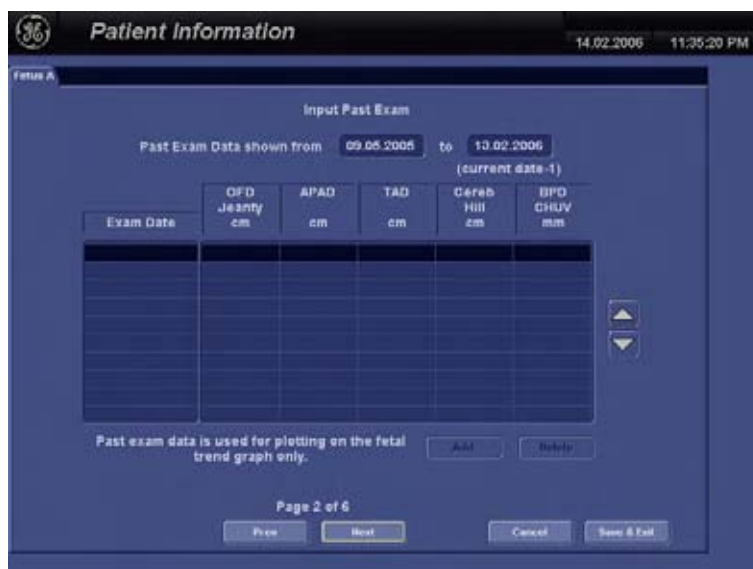 Patient Information
14.02.2006 11:35:20 PM
Fetus A
Input Past Exam
Past Exam Data shown from 09.05.2005 to 13.02.2006
(current date-1)
Exam Date
OFD Jeanty cm
APAD cm
TAD cm
Cereb Hill cm
BPD CHUV mm
Past exam data is used for plotting on the fetal
trend graph only.
Add Delete
Page 2 of 6
Prev Next Cancel Save & Exit